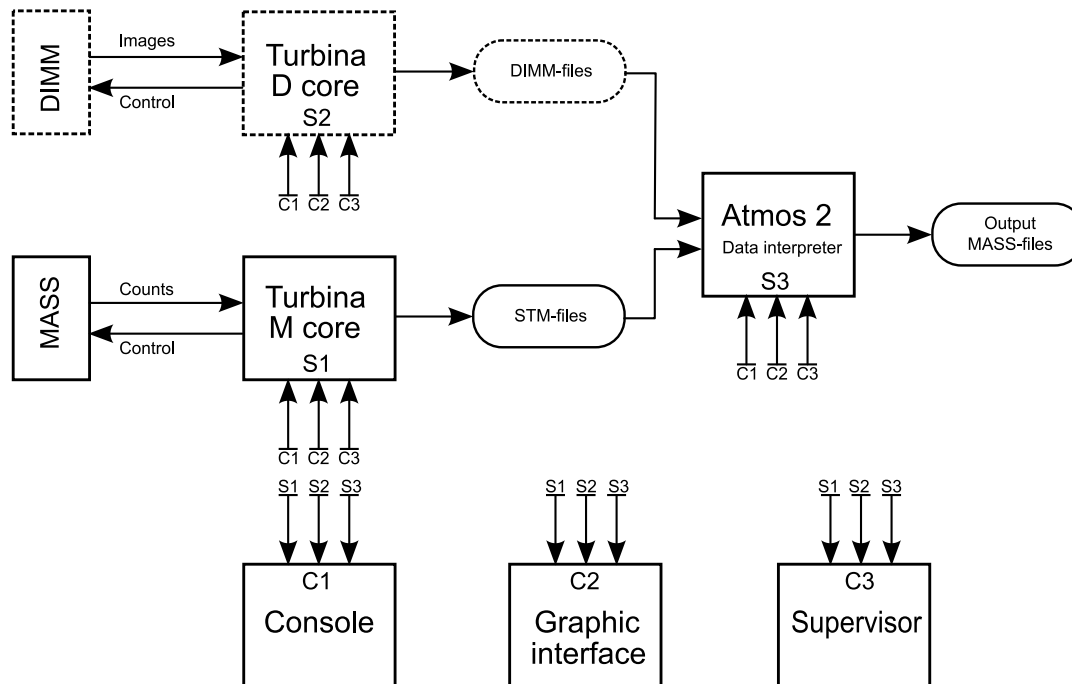 DIMM
Images
Control
Turbina
D core
S2
C1 C2 C3
DIMM-files
MASS
Counts
Control
Turbina
M core
S1
C1 C2 C3
STM-files
Atmos 2
Data interpreter
S3
C1 C2 C3
Output
MASS-files
S1 S2 S3
C1
Console
S1 S2 S3
C2
Graphic
interface
S1 S2 S3
C3
Supervisor